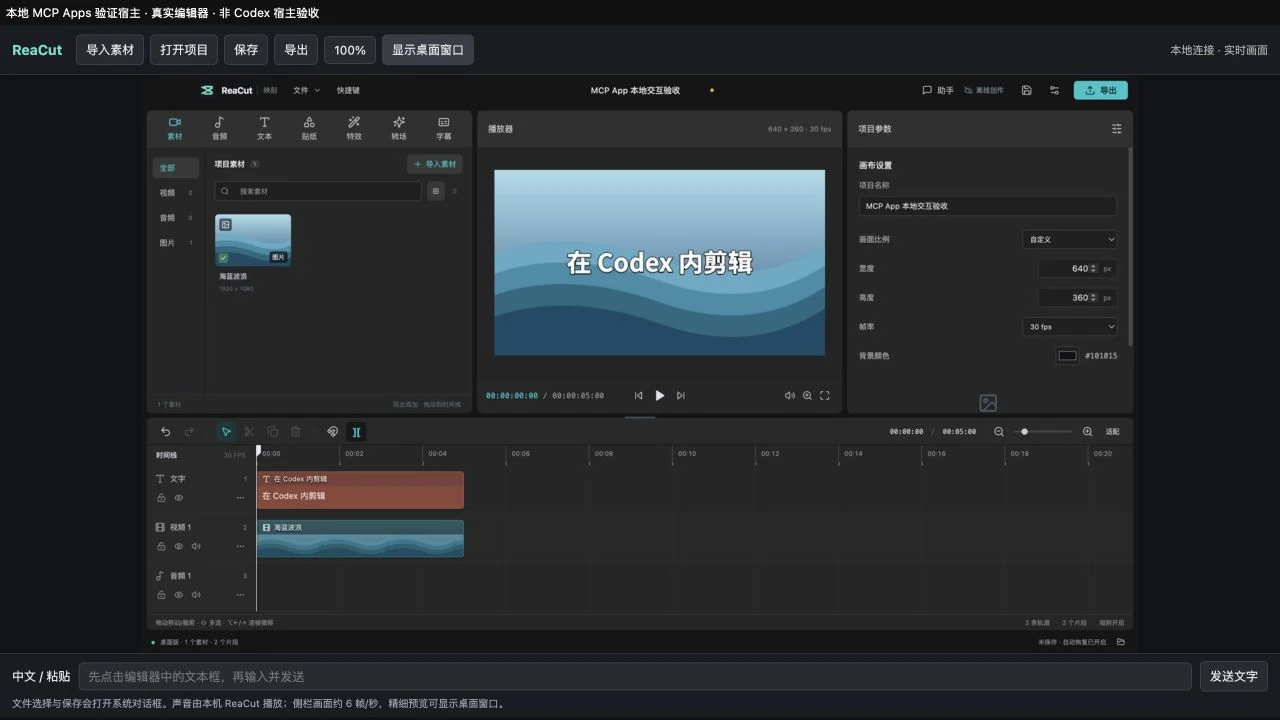 本地 MCP Apps 验证宿主 · 真实编辑器 · 非 Codex 宿主验收
ReaCut 导入素材 打开项目 保存 导出 100% 显示桌面窗口 本地连接 · 实时画面
ReaCut 映刻 文件 快捷键 MCP App 本地交互验收 助手 离线创作 导出
素材 音频 文本 贴纸 特效 转场 字幕
播放器 640 × 360 · 30 fps
项目参数
全部
视频 0
音频 0
图片 1
项目素材 1 + 导入素材
搜索素材
图片
海蓝波浪
1920 × 1080
1 个素材 双击添加 · 拖动到时间线
在 Codex 内剪辑
00:00:00:00 / 00:00:05:00
画布设置
项目名称
MCP App 本地交互验收
画面比例 自定义
宽度 640 px
高度 360 px
帧率 30 fps
背景颜色 #101015
00:00:00 / 00:05:00 适配
时间线 30 FPS 00:00 00:02 00:04 00:06 00:08 00:10 00:12 00:14 00:16 00:18 00:20
文字 1
在 Codex 内剪辑
在 Codex 内剪辑
视频 1 2
海蓝波浪
音频 1 3
拖动移动/裁剪 · ◇ 多选 · ⌥←/→ 逐帧微移 3 条轨道 · 2 个片段 · 吸附开启
桌面版 · 1 个素材 · 2 个片段 未保存 · 自动恢复已开启
中文 / 粘贴 先点击编辑器中的文本框，再输入并发送 发送文字
文件选择与保存会打开系统对话框。声音由本机 ReaCut 播放；侧栏画面约 6 帧/秒，精细预览可显示桌面窗口。